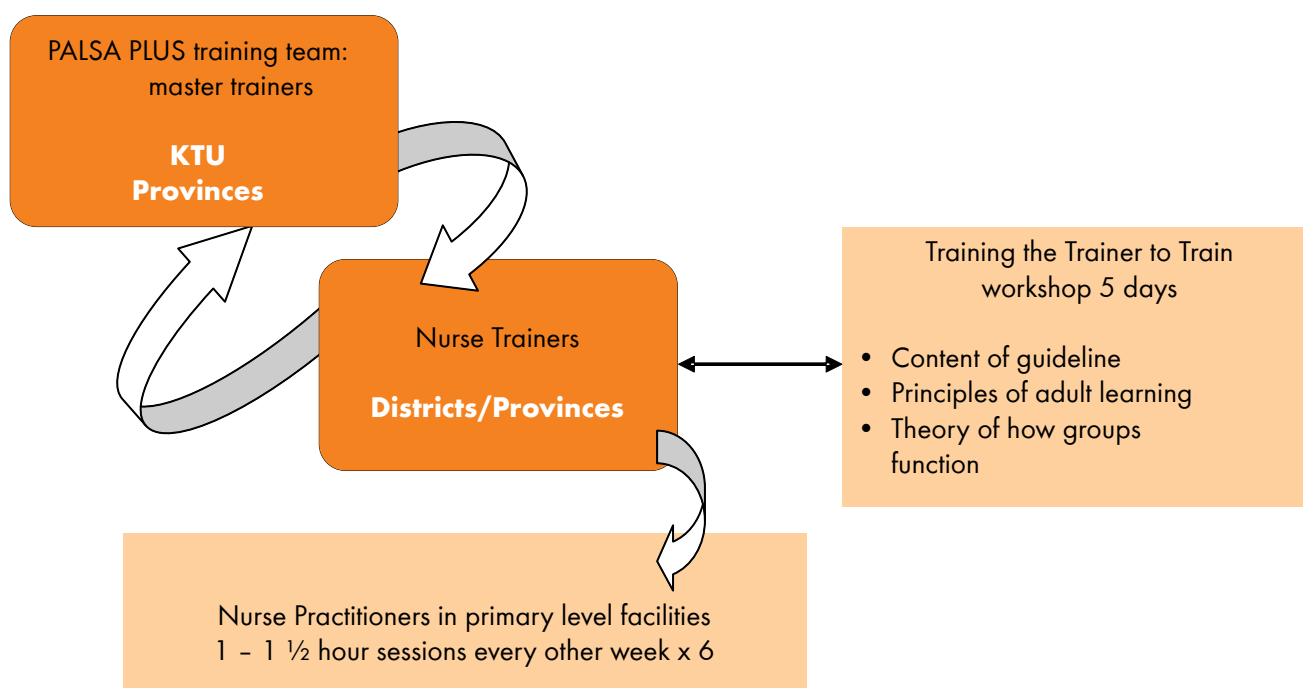 PALSA PLUS training team:
master trainers
KTU
Provinces
Nurse Trainers
Districts/Provinces
Training the Trainer to Train
workshop 5 days
• Content of guideline
• Principles of adult learning
• Theory of how groups
function
Nurse Practitioners in primary level facilities
1 – 1 ½ hour sessions every other week x 6